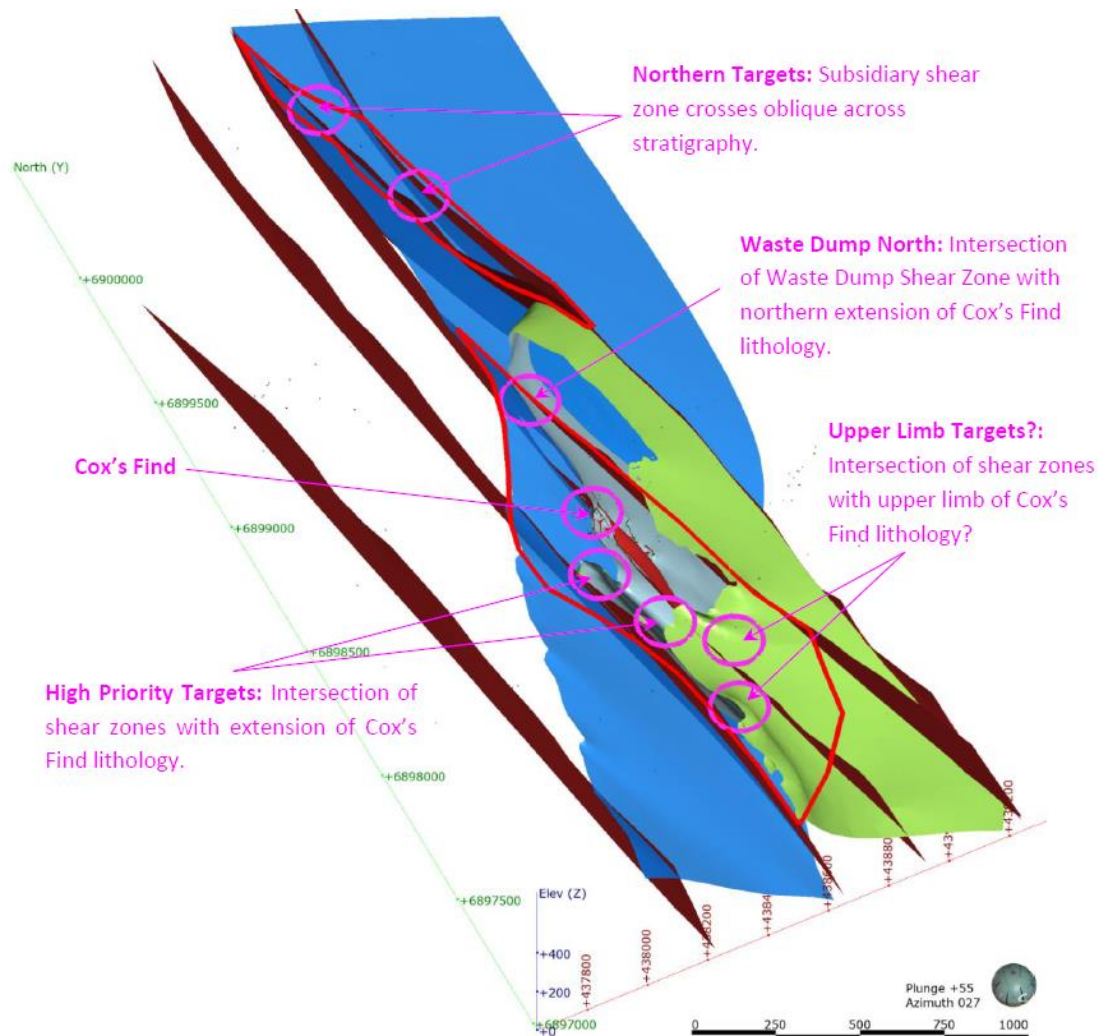 Northern Targets: Subsidiary shear
zone crosses oblique across
stratigraphy.
North (Y)
Waste Dump North: Intersection
of Waste Dump Shear Zone with
northern extension of Cox's Find
lithology.
+6900000
+6899500
Upper Limb Targets?:
Intersection of shear zones
with upper limb of Cox's
Find lithology?
Cox's Find
+6899000
+6898500
High Priority Targets: Intersection of
shear zones with extension of Cox's
Find lithology.
+6898000
+6897500
Elev (Z)
+400
+200
+0
+6897000
+437800
+438000
+438200
+4384
+438600
+43880
Plunge +55
Azimuth 027
0 250 500 750 1000